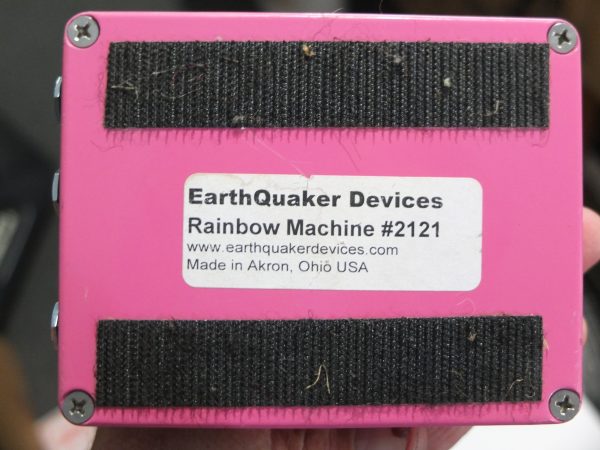 EarthQuaker Devices
Rainbow Machine #2121
www.earthquakerdevices.com
Made in Akron, Ohio USA